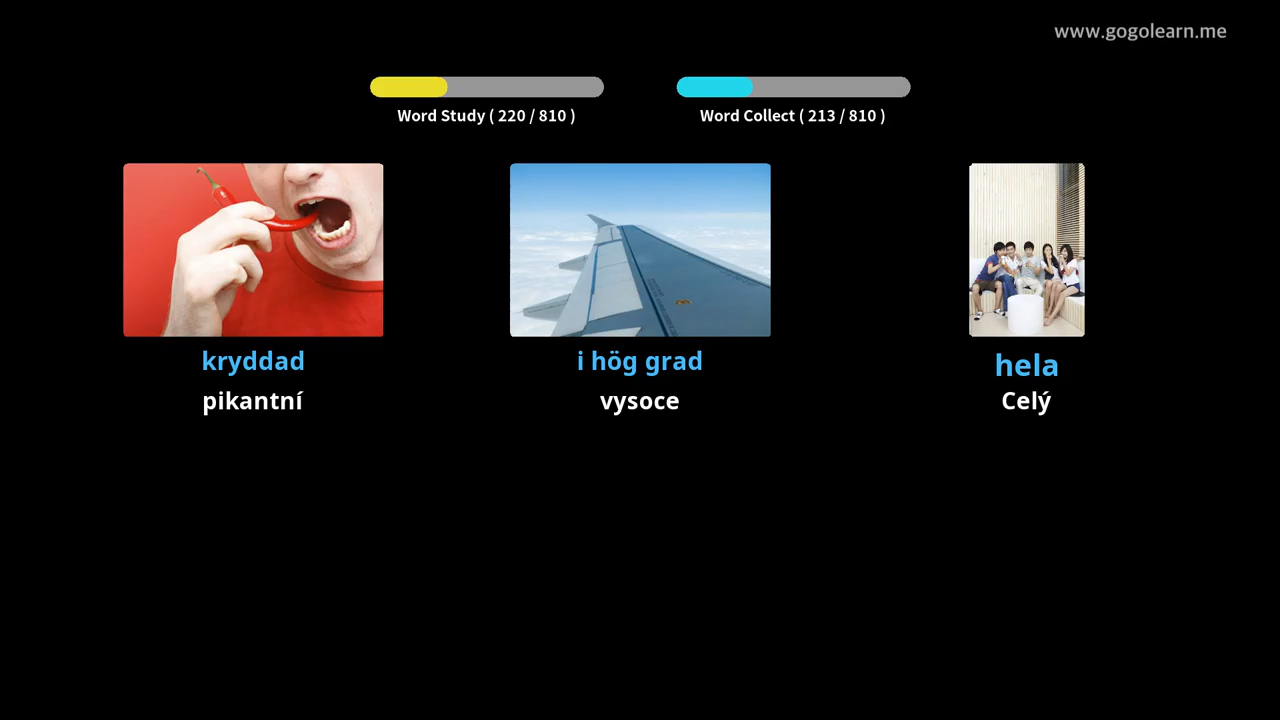 www.gogolearn.me
Word Study ( 220 / 810 )
Word Collect ( 213 / 810 )
kryddad
pikantní
i hög grad
vysoce
hela
Celý